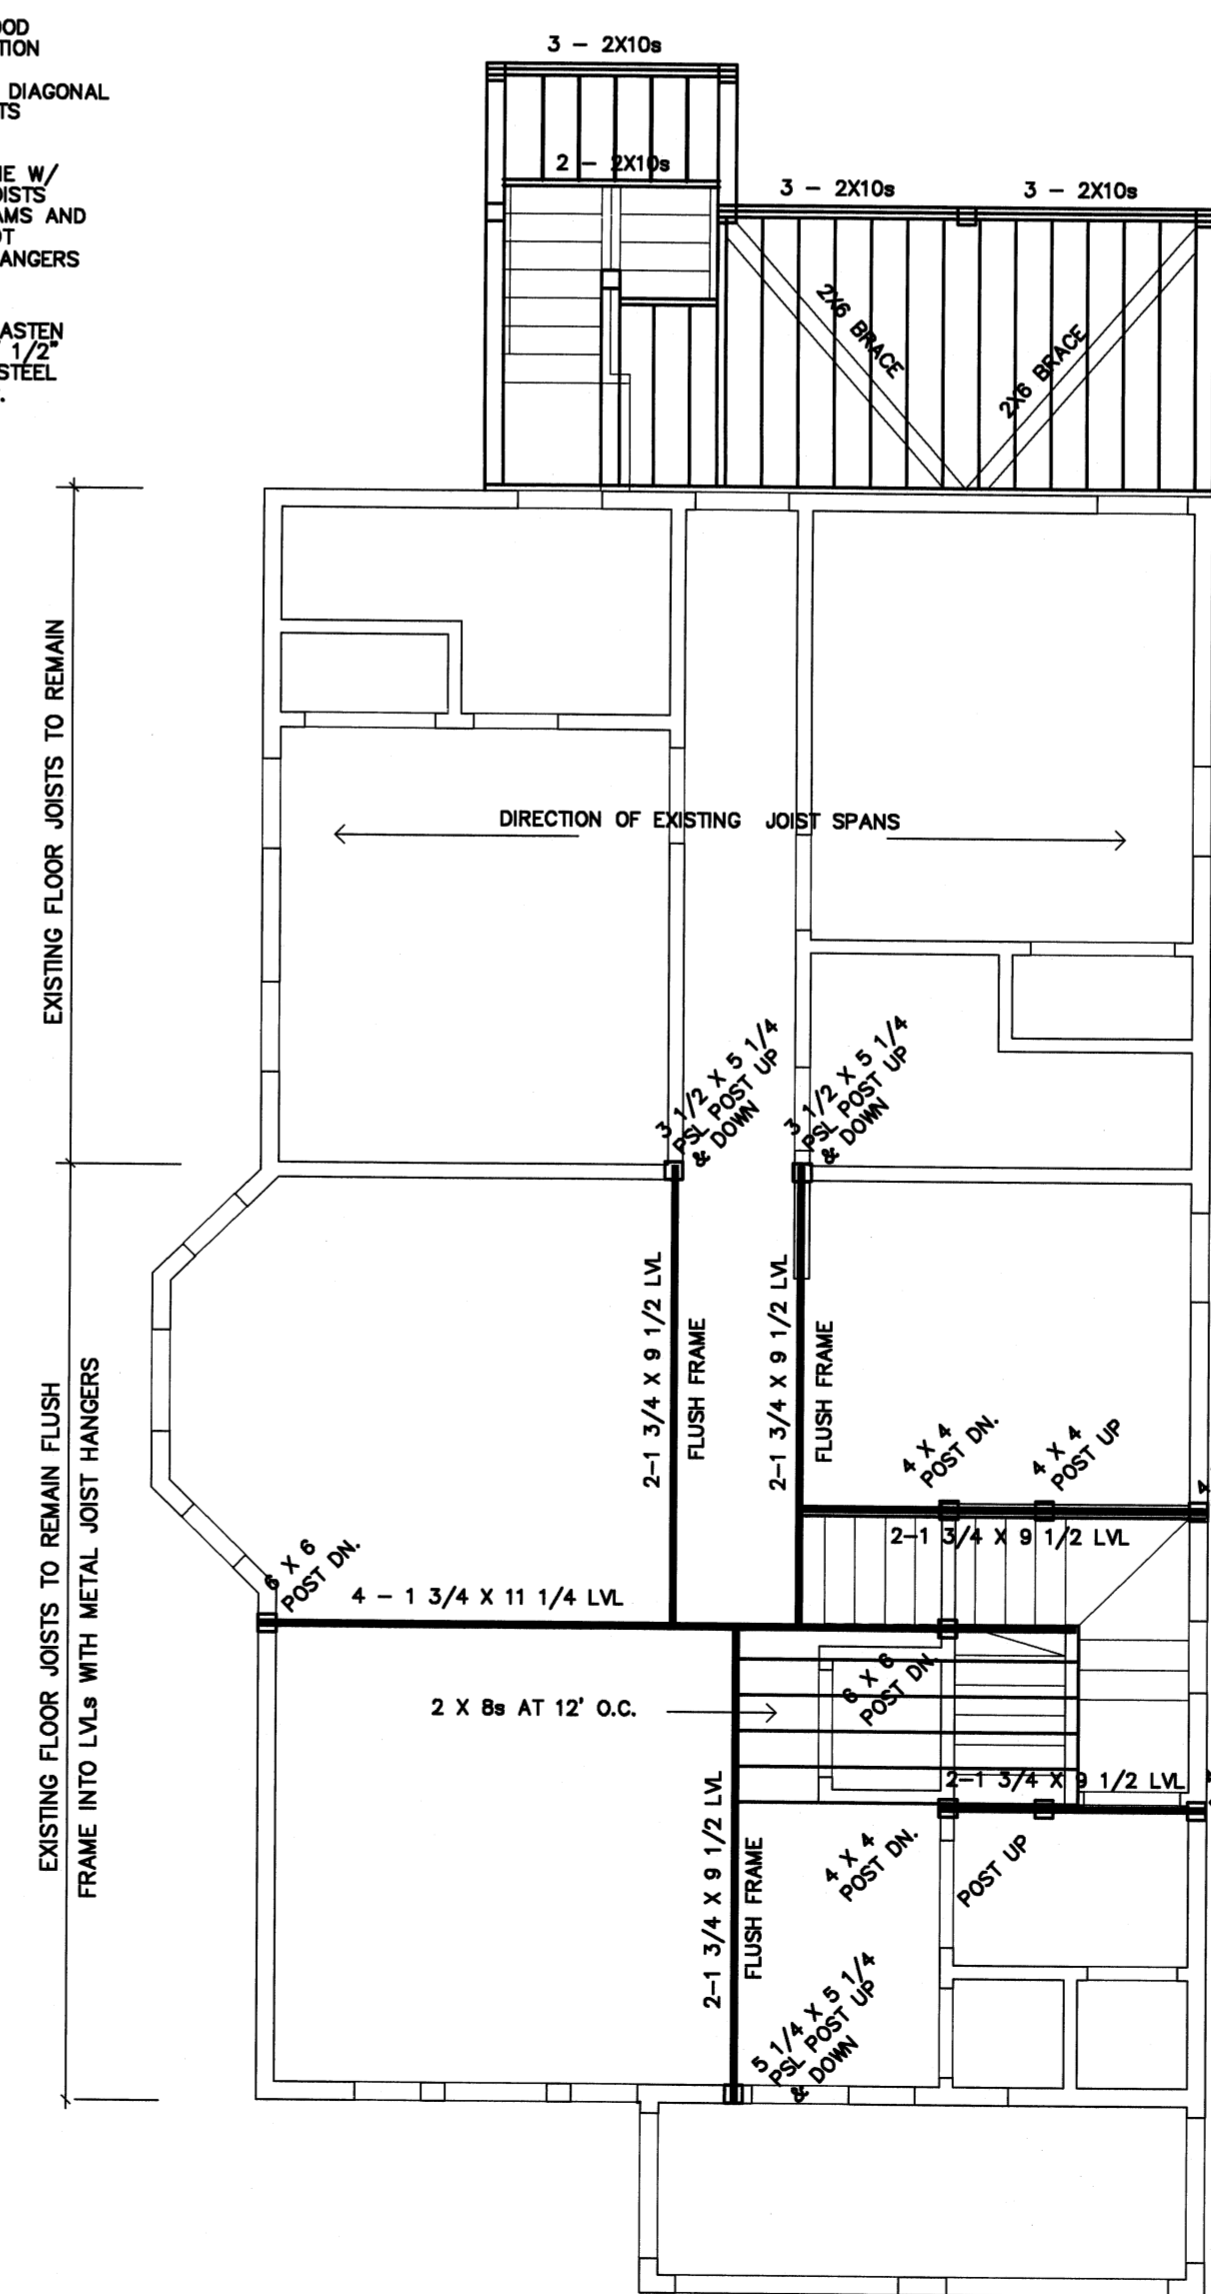 TION
DIAGONAL
TS
W/
OISTS
AMS AND
ANGERS
ASTEN
1/2"
STEEL
3 - 2X10s
2 - 2X10s
3 - 2X10s
3 - 2X10s
2X6 BRACE
2X6 BRACE
EXISTING FLOOR JOISTS TO REMAIN
DIRECTION OF EXISTING JOIST SPANS
3 1/2 X 5 1/4
PSL POST UP
& DOWN
3 1/2 X 5 1/4
PSL POST UP
& DOWN
2-1 3/4 X 9 1/2 LVL
FLUSH FRAME
2-1 3/4 X 9 1/2 LVL
FLUSH FRAME
EXISTING FLOOR JOISTS TO REMAIN FLUSH
FRAME INTO LVLs WITH METAL JOIST HANGERS
4 X 4
POST DN.
4 X 4
POST UP
4
2-1 3/4 X 9 1/2 LVL
6 X 6
POST DN.
4 - 1 3/4 X 11 1/4 LVL
6 X 6
POST DN.
2 X 8s AT 12' O.C.
2-1 3/4 X 9 1/2 LVL
2-1 3/4 X 9 1/2 LVL
FLUSH FRAME
4 X 4
POST DN.
POST UP
5 1/4 X 5 1/4
PSL POST UP
& DOWN